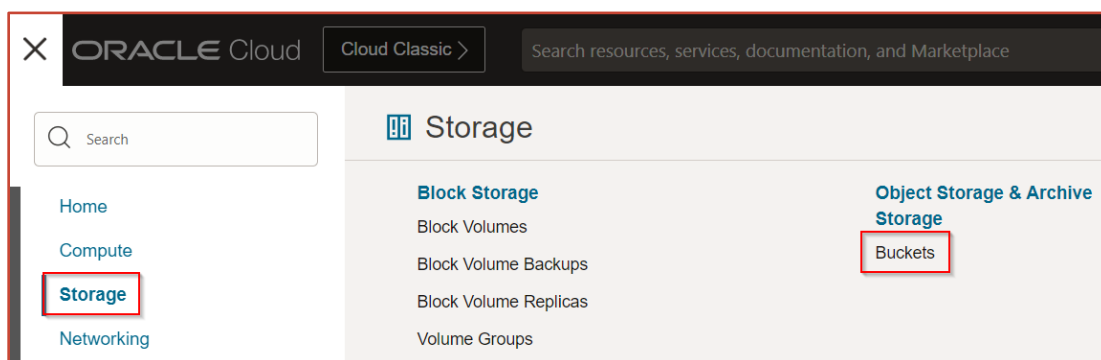 ORACLE Cloud
Cloud Classic >
Search resources, services, documentation, and Marketplace
Search
Home
Compute
Storage
Networking
Storage
Block Storage
Block Volumes
Block Volume Backups
Block Volume Replicas
Volume Groups
Object Storage & Archive
Storage
Buckets